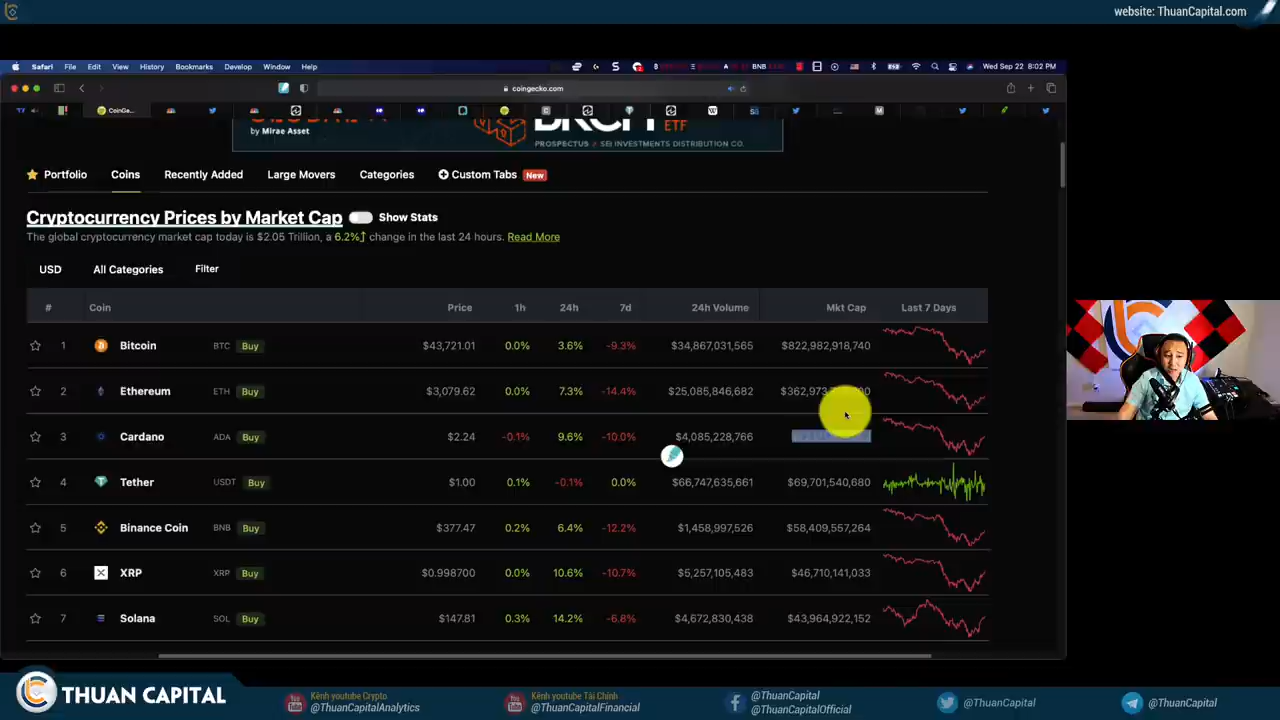 website: ThuanCapital.com
Safari File Edit View History Bookmarks Develop Window Help
BNB
Wed Sep 22 8:02 PM
coingecko.com
CoinGe...
by Mirae Asset
ETF
PROSPECTUS SEI INVESTMENTS DISTRIBUTION CO.
Portfolio Coins Recently Added Large Movers Categories Custom Tabs New
Cryptocurrency Prices by Market Cap Show Stats
The global cryptocurrency market cap today is $2.05 Trillion, a 6.2% change in the last 24 hours. Read More
USD All Categories Filter
# Coin Price 1h 24h 7d 24h Volume Mkt Cap Last 7 Days
1 Bitcoin BTC Buy $43,721.01 0.0% 3.6% -9.3% $34,867,031,565 $822,982,918,740
2 Ethereum ETH Buy $3,079.62 0.0% 7.3% -14.4% $25,085,846,682
3 Cardano ADA Buy $2.24 -0.1% 9.6% -10.0% $4,085,228,766
4 Tether USDT Buy $1.00 0.1% -0.1% 0.0% $66,747,635,661 $69,701,540,680
5 Binance Coin BNB Buy $377.47 0.2% 6.4% -12.2% $1,458,997,526 $58,409,557,264
6 XRP XRP Buy $0.998700 0.0% 10.6% -10.7% $5,257,105,483 $46,710,141,033
7 Solana SOL Buy $147.81 0.3% 14.2% -6.8% $4,672,830,438 $43,964,922,152
THUAN CAPITAL
Kênh youtube Crypto
@ThuanCapitalAnalytics
Kênh youtube Tài Chính
@ThuanCapitalFinancial
@ThuanCapital
@ThuanCapitalOfficial
@ThuanCapital
@ThuanCapital